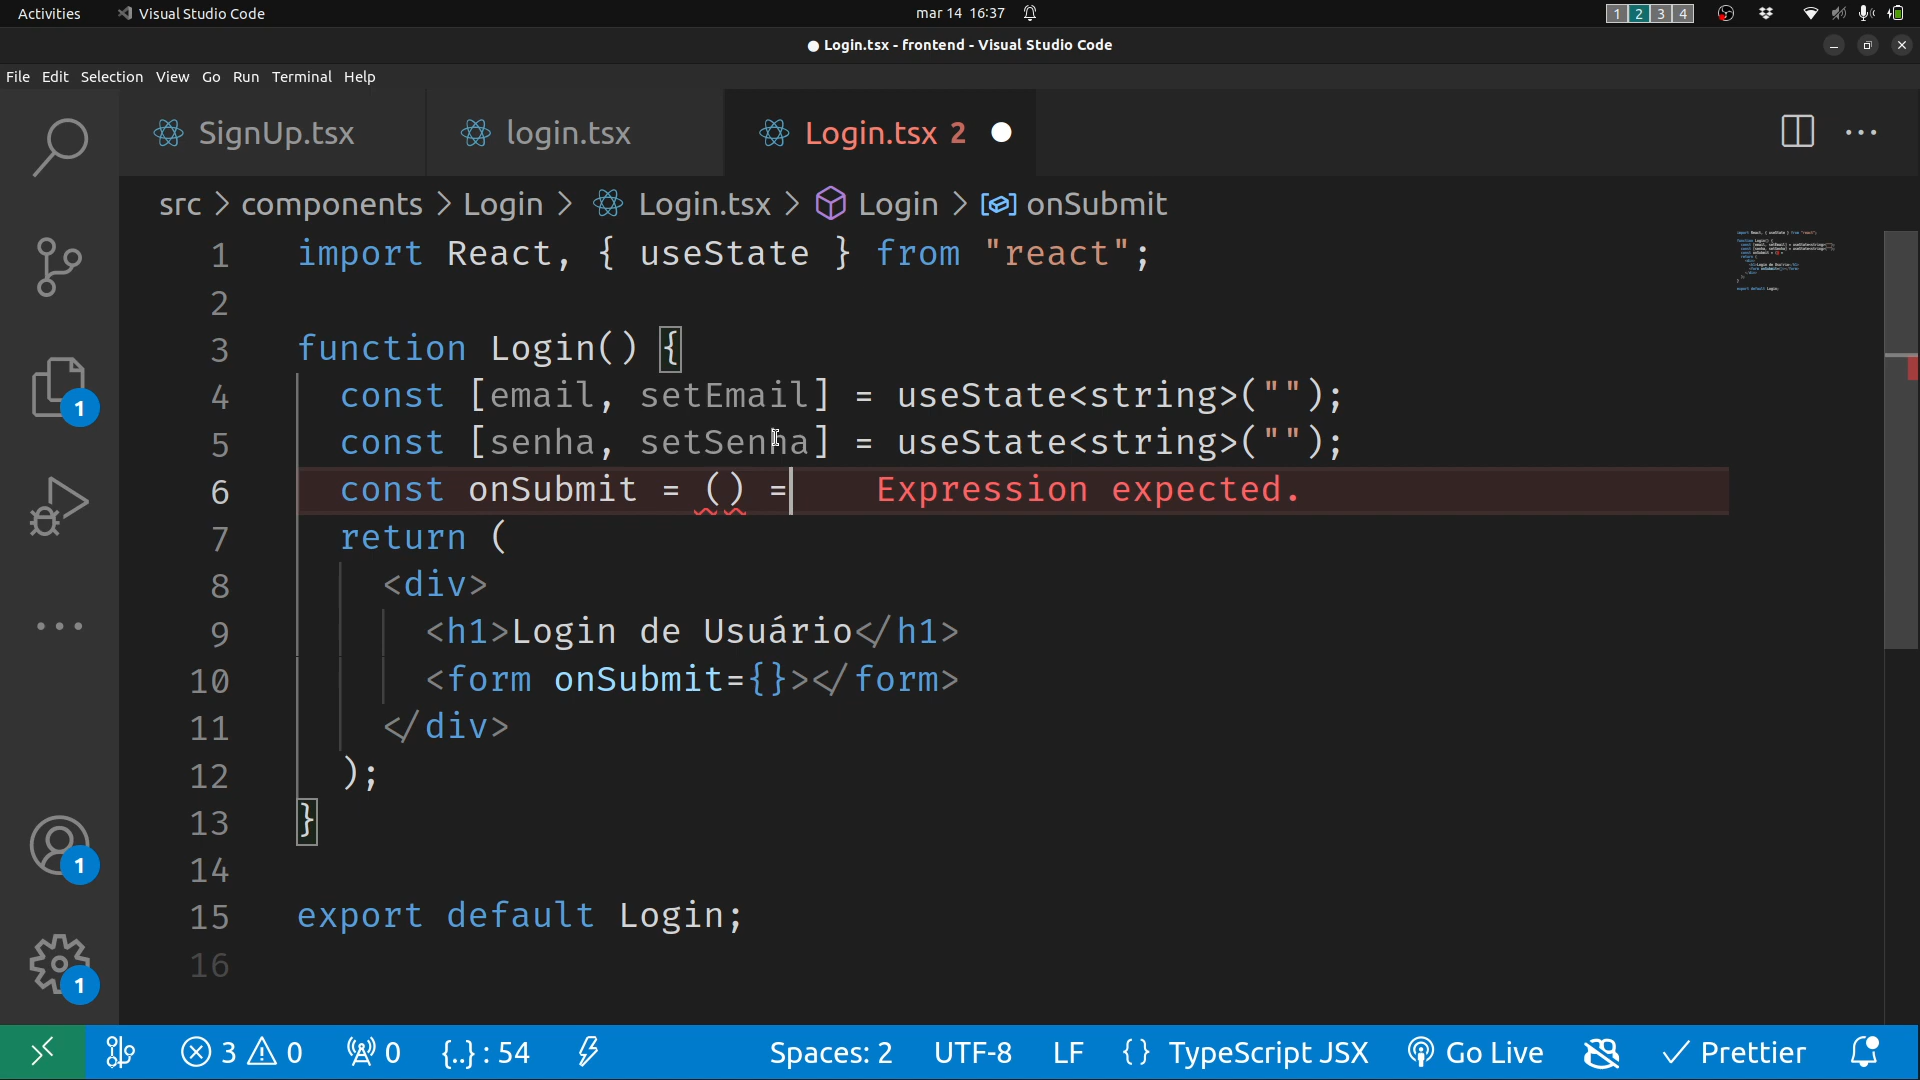 Activities Visual Studio Code mar 14 16:37 1 2 3 4
● Login.tsx - frontend - Visual Studio Code
File Edit Selection View Go Run Terminal Help
SignUp.tsx login.tsx Login.tsx 2
src > components > Login > Login.tsx > Login > onSubmit
1 import React, { useState } from "react";
2
3 function Login() {
4 const [email, setEmail] = useState<string>("");
5 const [senha, setSenha] = useState<string>("");
6 const onSubmit = () = Expression expected.
7 return (
8 <div>
9 <h1>Login de Usuário</h1>
10 <form onSubmit={}></form>
11 </div>
12 );
13 }
14
15 export default Login;
16
1
1
1
3 0 0 {..} : 54 Spaces: 2 UTF-8 LF {} TypeScript JSX Go Live Prettier